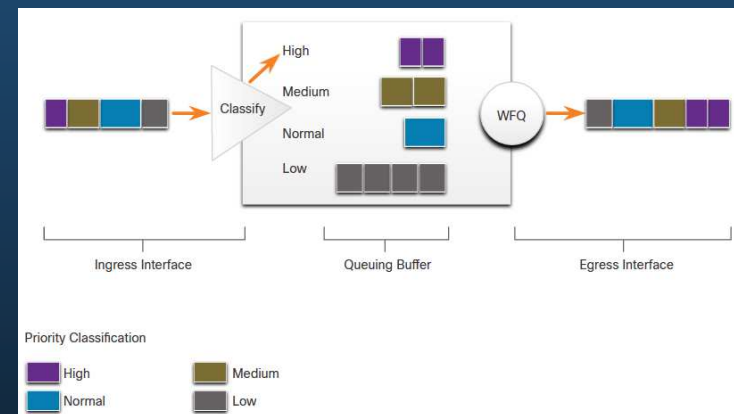 High
Medium
Classify
WFQ
Normal
Low
Ingress Interface
Queuing Buffer
Egress Interface
Priority Classification
High
Medium
Normal
Low